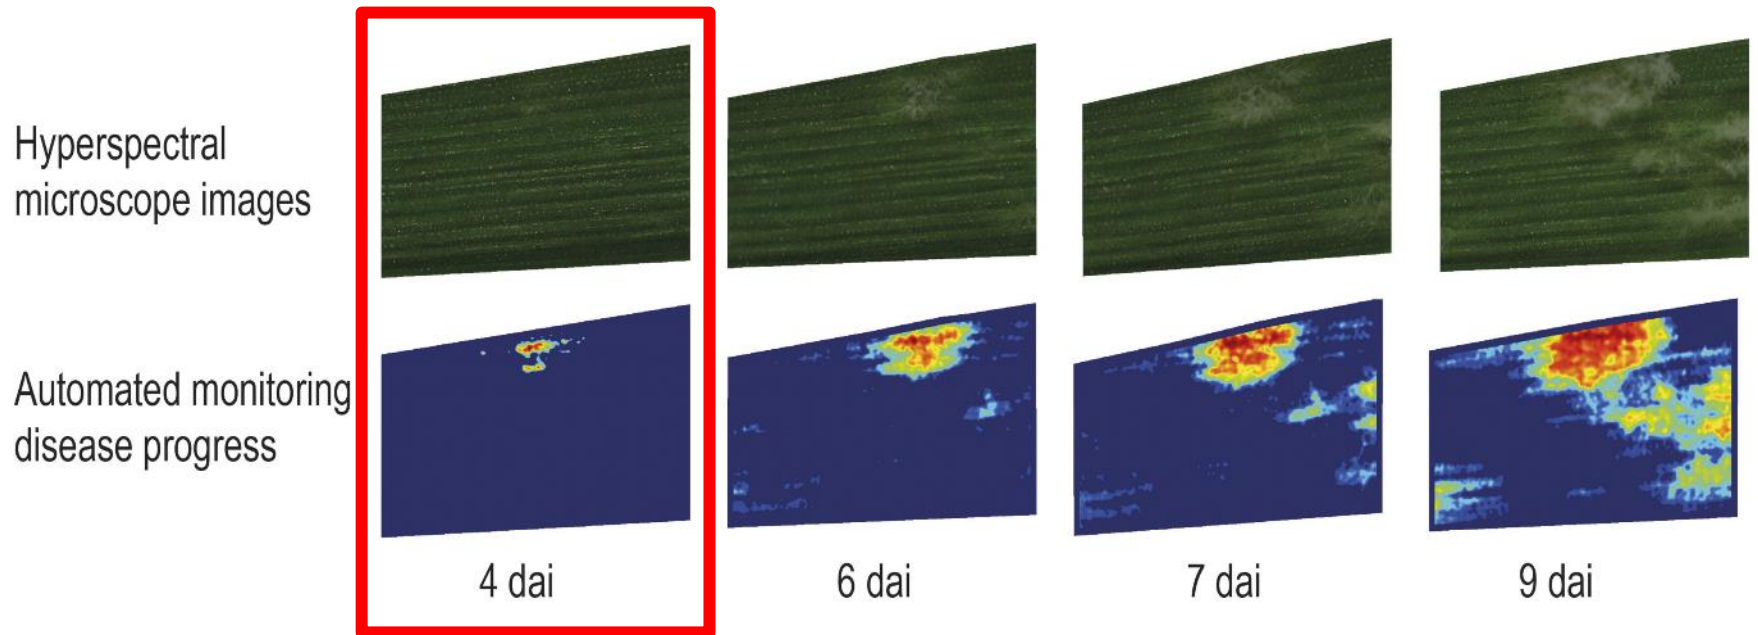 Hyperspectral
microscope images
Automated monitoring
disease progress
4 dai
6 dai
7 dai
9 dai